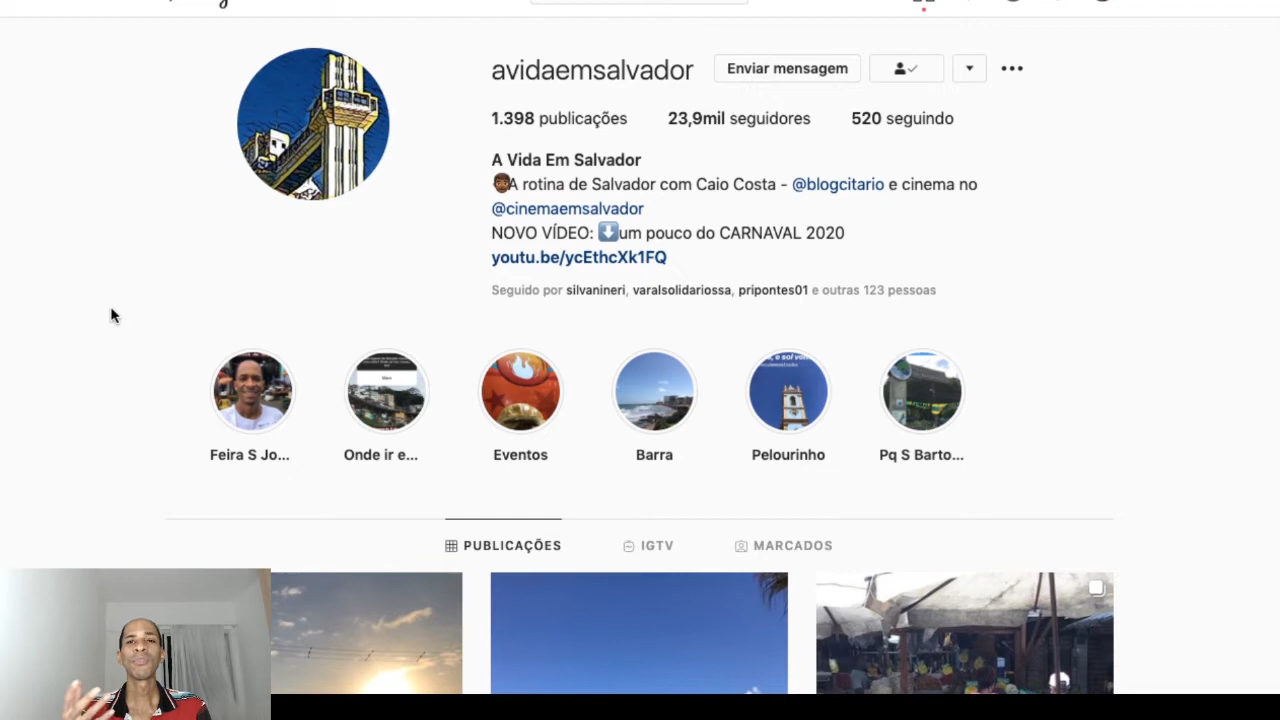 avidaemsalvador Enviar mensagem
1.398 publicações 23,9mil seguidores 520 seguindo
A Vida Em Salvador
A rotina de Salvador com Caio Costa - @blogcitario e cinema no
@cinemaemsalvador
NOVO VÍDEO: ⬇️um pouco do CARNAVAL 2020
youtu.be/ycEthcXk1FQ
Seguido por silvanineri, varalsolidariossa, pripontes01 e outras 123 pessoas
Feira S Jo... Onde ir e... Eventos Barra Pelourinho Pq S Barto...
PUBLICAÇÕES IGTV MARCADOS